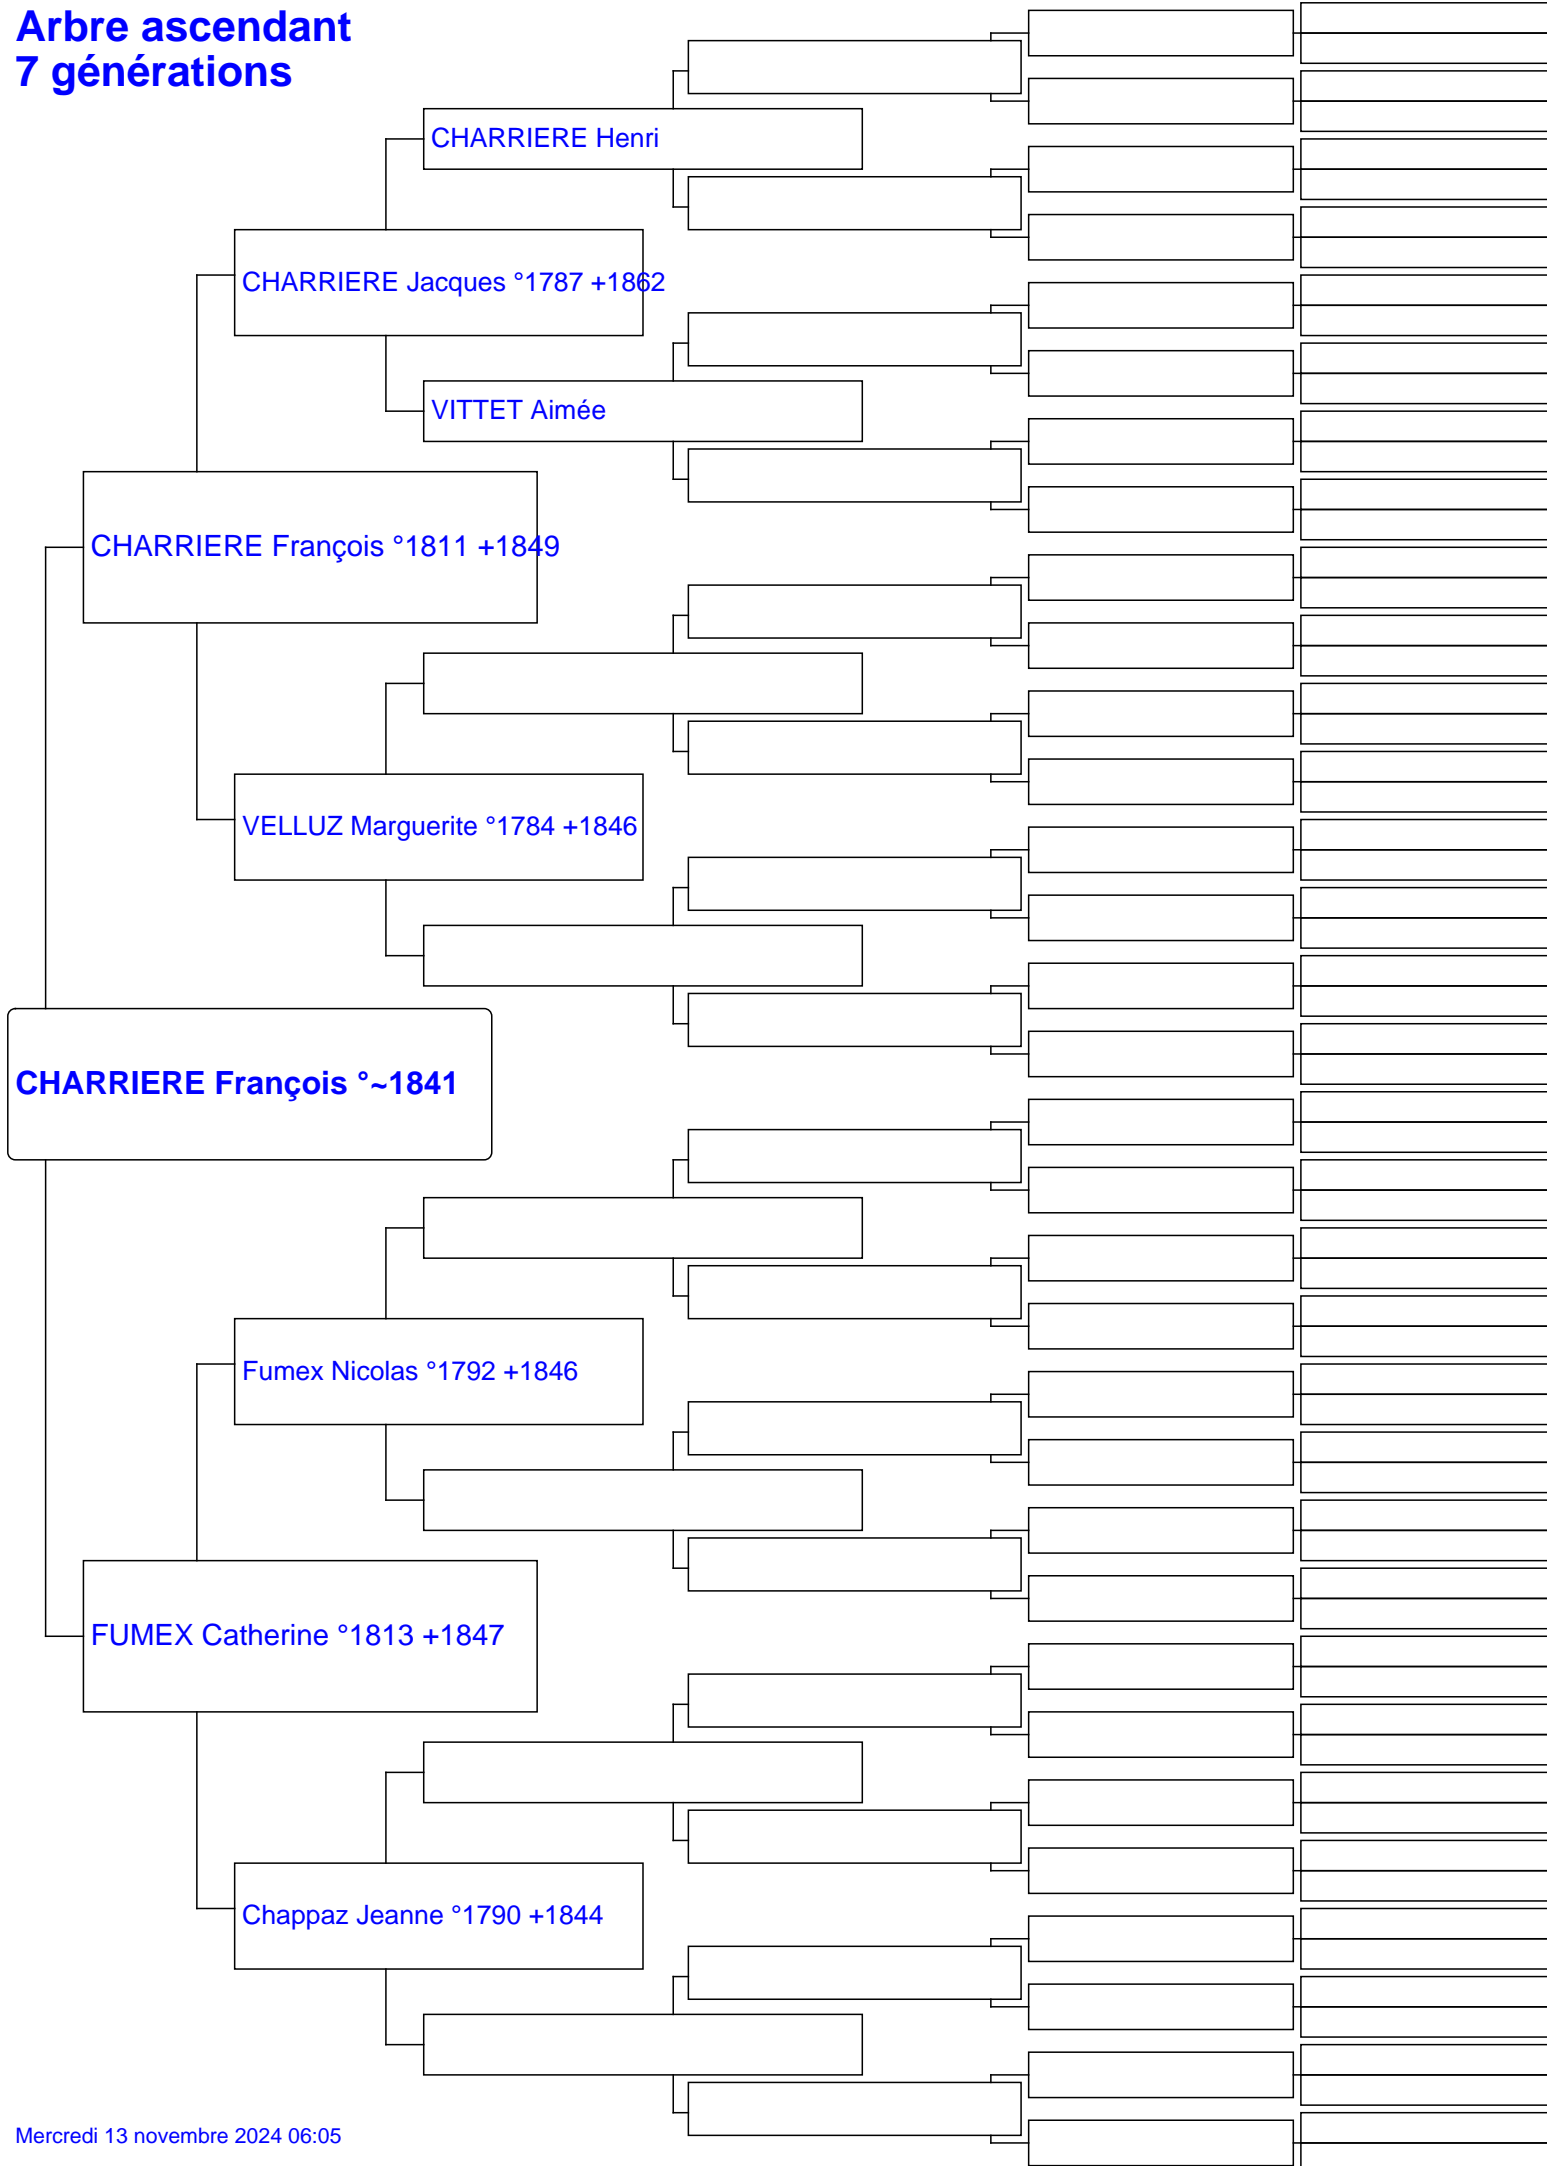 Arbre ascendant
7 générations
CHARRIERE Henri
CHARRIERE Jacques °1787 +1862
VITTET Aimée
CHARRIERE François °1811 +1849
VELLUZ Marguerite °1784 +1846
CHARRIERE François °~1841
Fumex Nicolas °1792 +1846
FUMEX Catherine °1813 +1847
Chappaz Jeanne °1790 +1844
Mercredi 13 novembre 2024 06:05